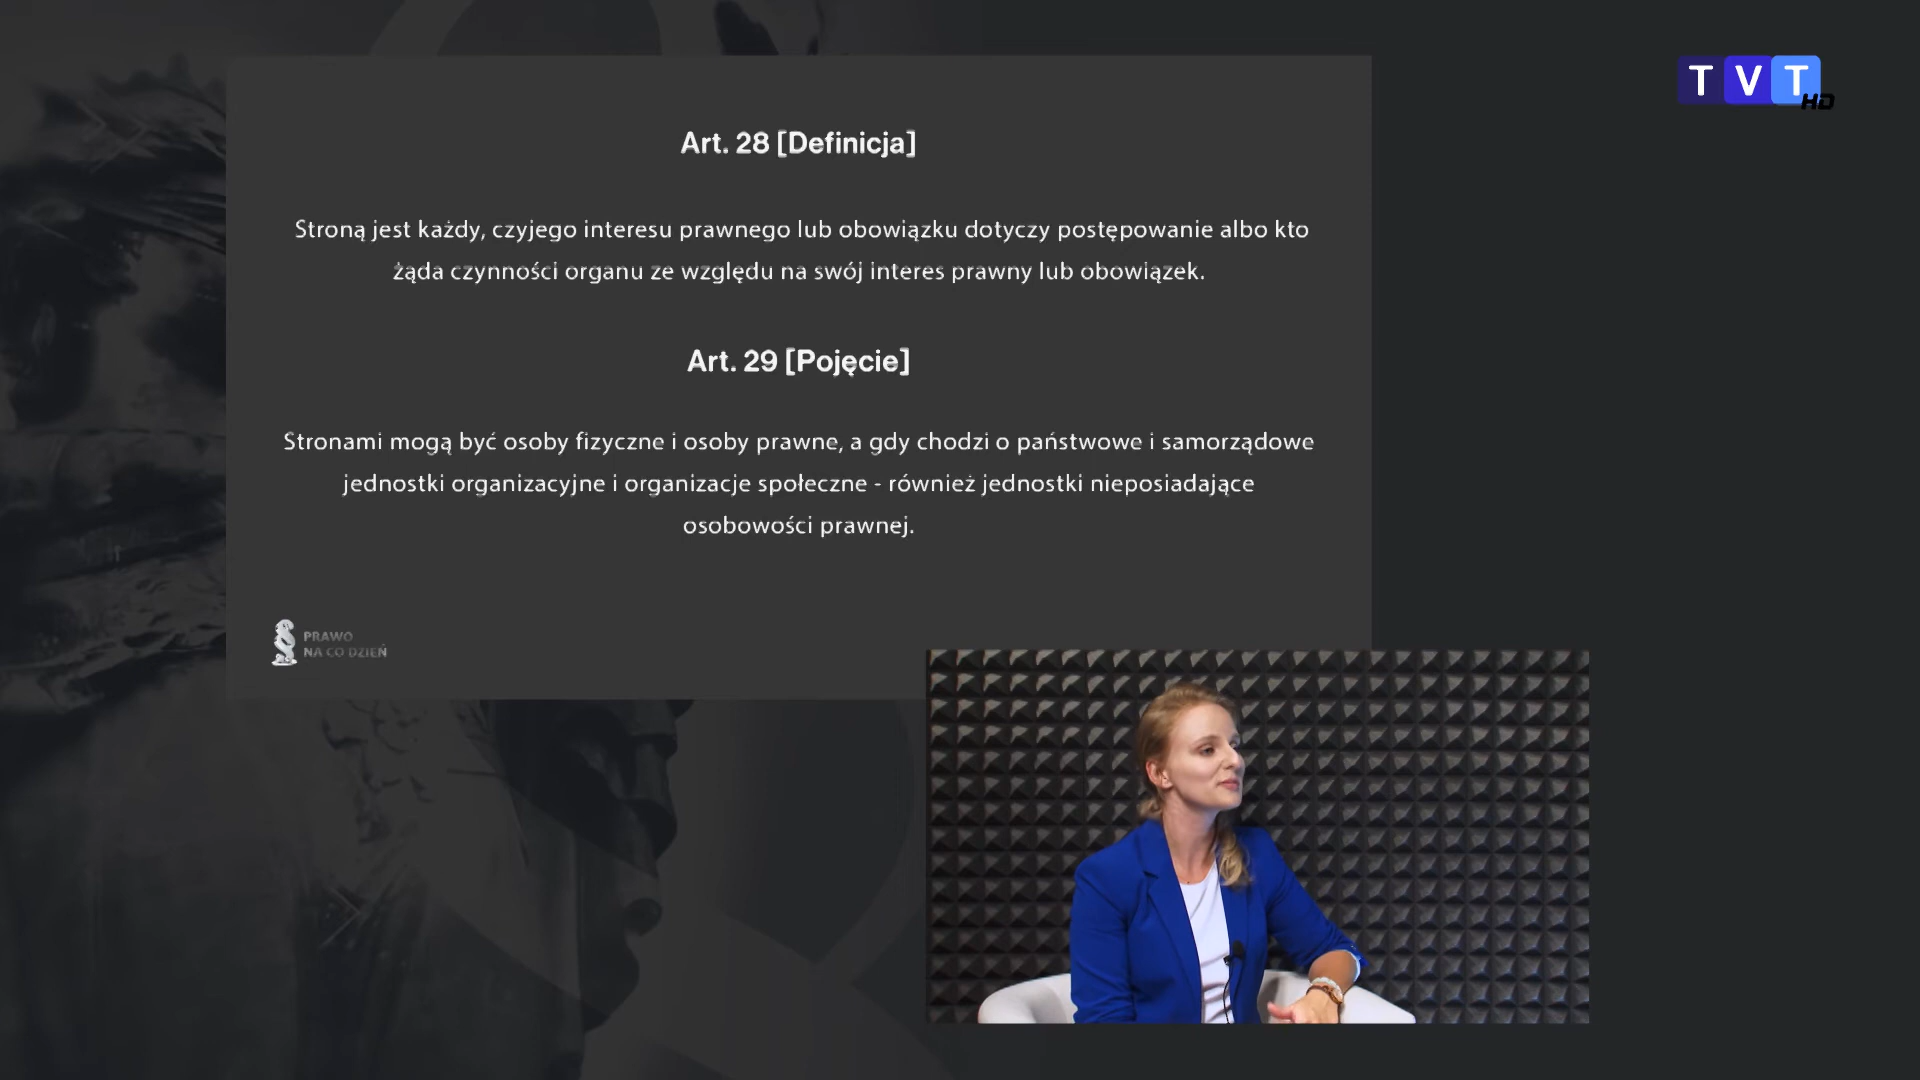 TVT
HD
Art. 28 [Definicja]
Stroną jest każdy, czyjego interesu prawnego lub obowiązku dotyczy postępowanie albo kto
żąda czynności organu ze względu na swój interes prawny lub obowiązek.
Art. 29 [Pojęcie]
Stronami mogą być osoby fizyczne i osoby prawne, a gdy chodzi o państwowe i samorządowe
jednostki organizacyjne i organizacje społeczne - również jednostki nieposiadające
osobowości prawnej.
PRAWO
NA CO DZIEŃ